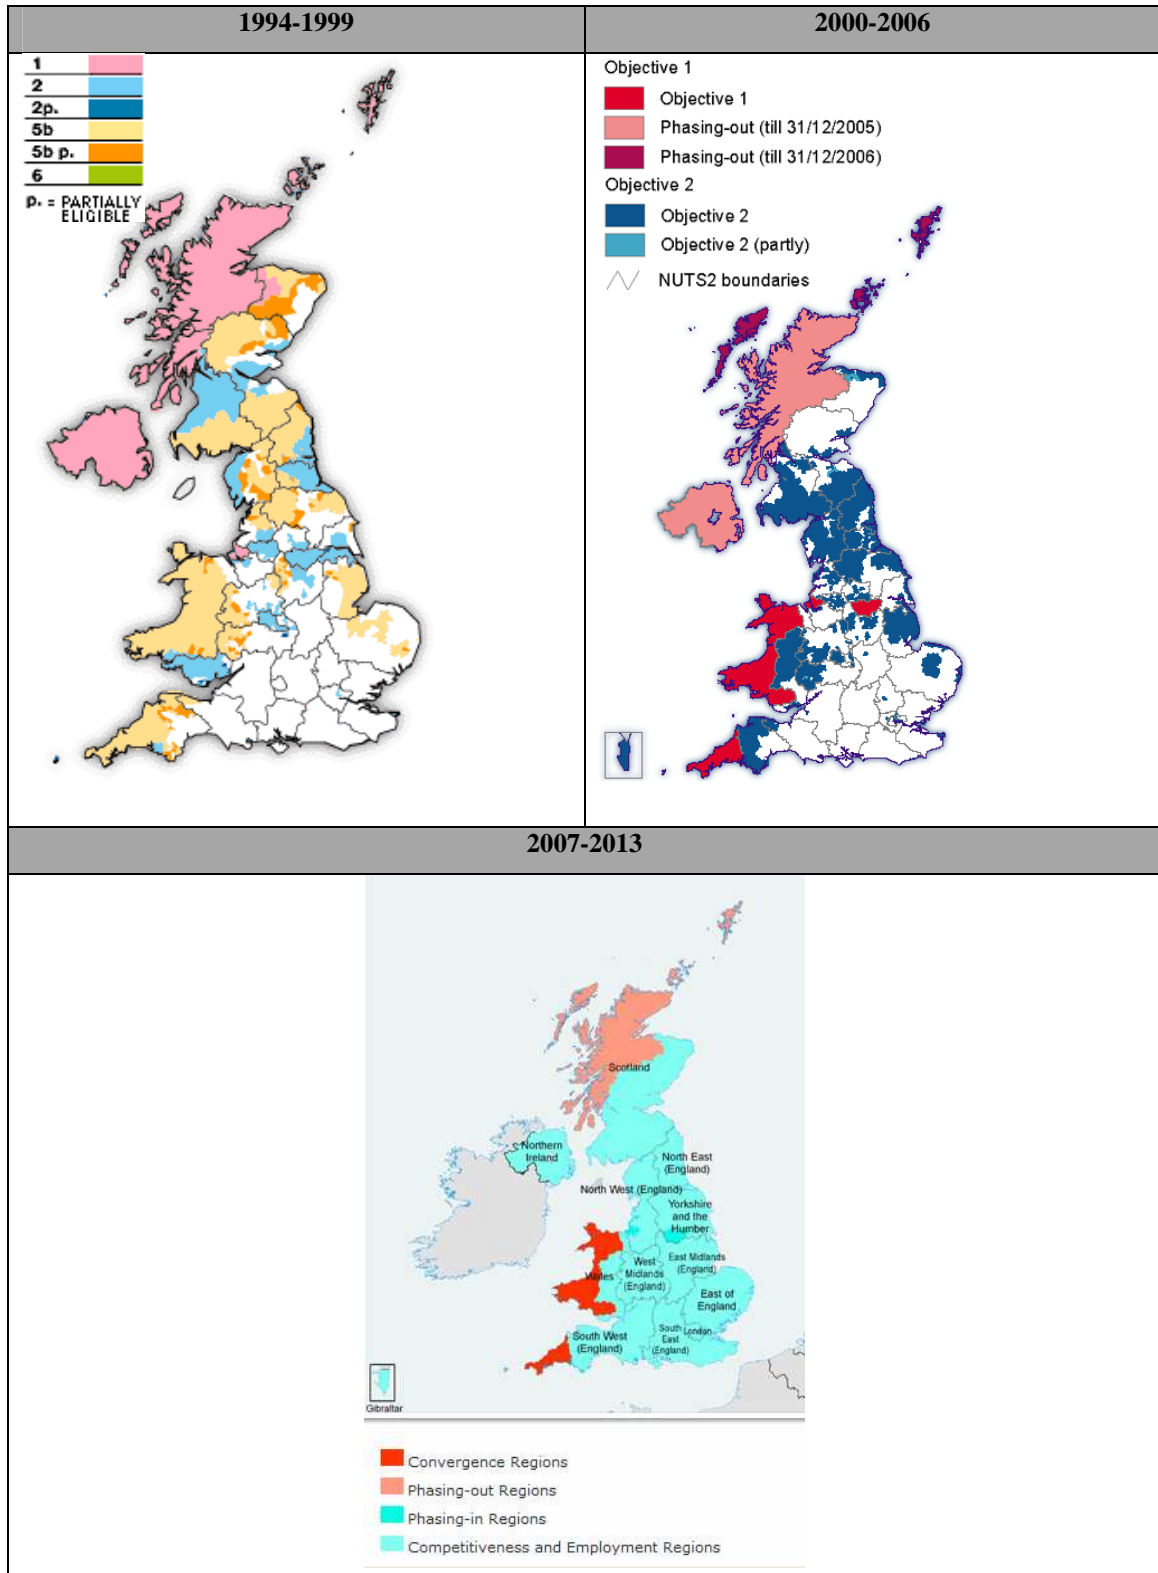 1994-1999
2000-2006
1
2
2p.
5b
5b p.
6
p. = PARTIALLY
ELIGIBLE
Objective 1
Objective 1
Phasing-out (till 31/12/2005)
Phasing-out (till 31/12/2006)
Objective 2
Objective 2
Objective 2 (partly)
NUTS2 boundaries
2007-2013
Scotland
Northern
Ireland
North East
(England)
North West (England)
Yorkshire
and the
Humber
East Midlands
(England)
West
Midlands
(England)
Wales
East of
England
South West
(England)
South
East
(England)
London
Gibraltar
Convergence Regions
Phasing-out Regions
Phasing-in Regions
Competitiveness and Employment Regions